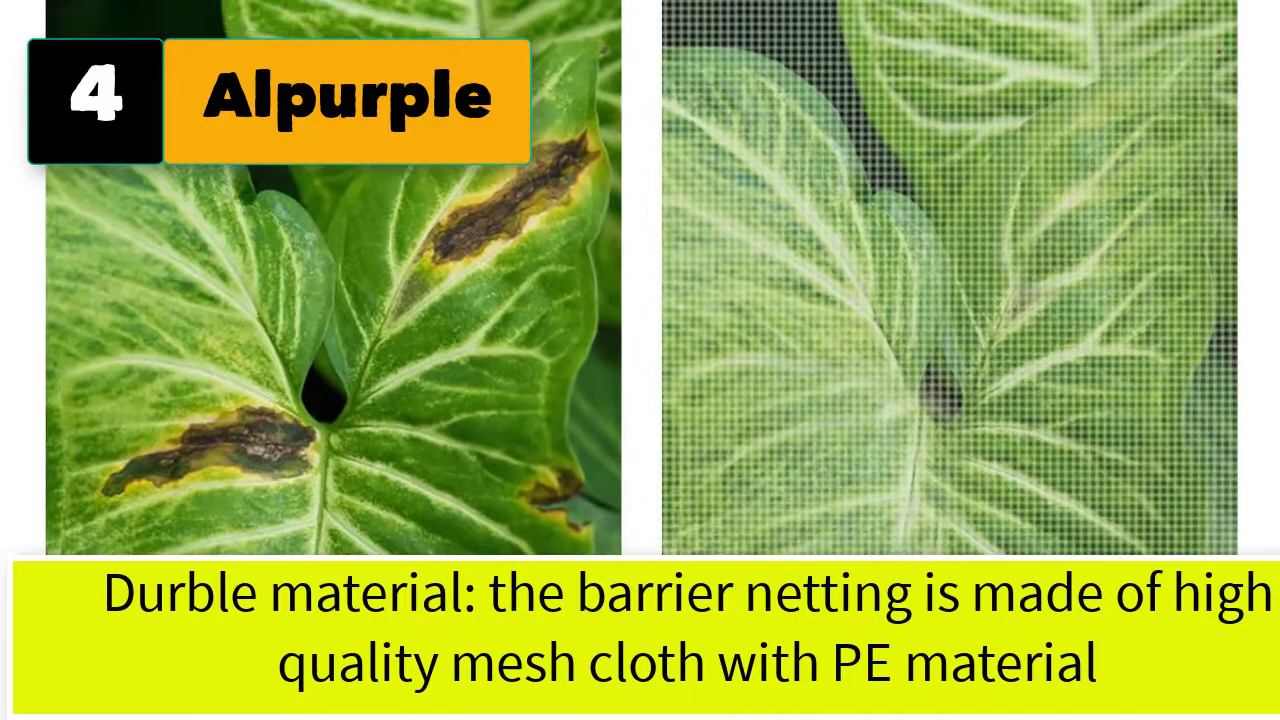 4
Alpurple
Durble material: the barrier netting is made of high
quality mesh cloth with PE material